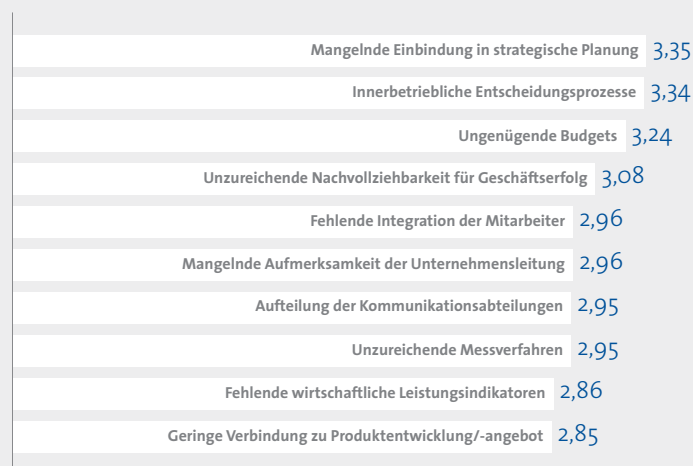 Mangelnde Einbindung in strategische Planung 3,35
Innerbetriebliche Entscheidungsprozesse 3,34
Ungenügende Budgets 3,24
Unzureichende Nachvollziehbarkeit für Geschäftserfolg 3,08
Fehlende Integration der Mitarbeiter 2,96
Mangelnde Aufmerksamkeit der Unternehmensleitung 2,96
Aufteilung der Kommunikationsabteilungen 2,95
Unzureichende Messverfahren 2,95
Fehlende wirtschaftliche Leistungsindikatoren 2,86
Geringe Verbindung zu Produktentwicklung/-angebot 2,85